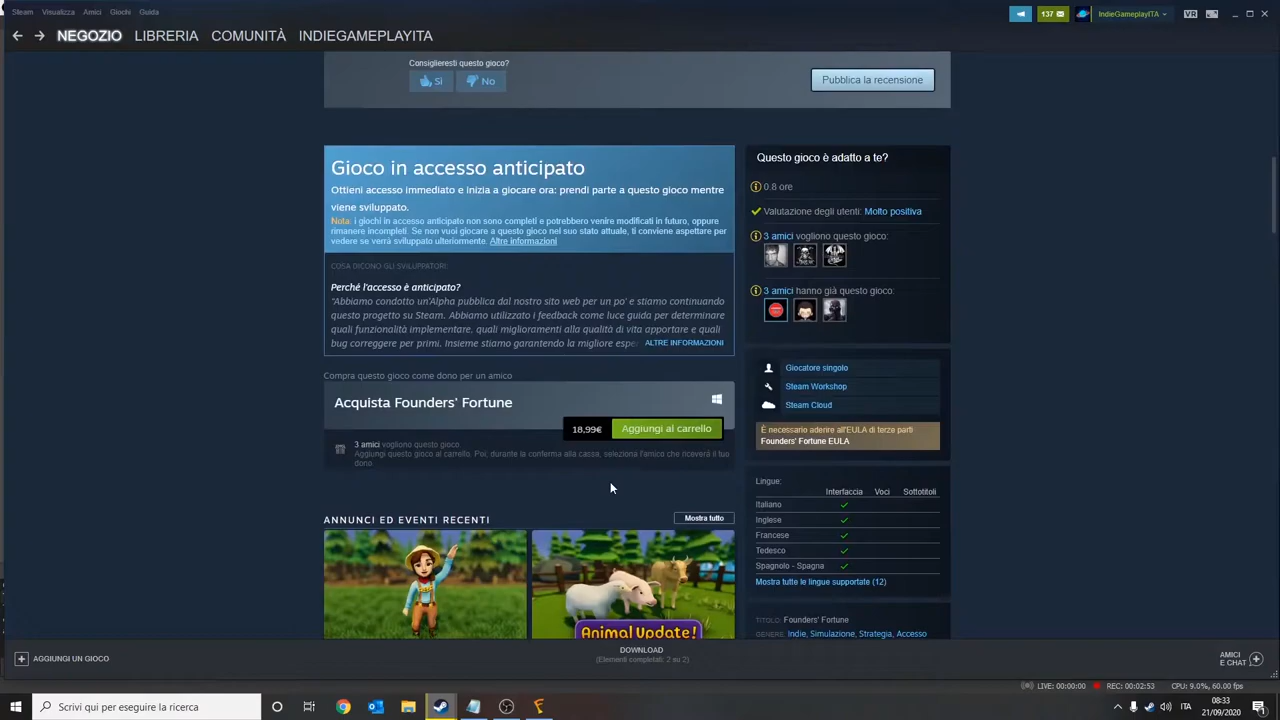 Steam Visualizza Amici Giochi Guida
137 IndieGameplayITA VR
NEGOZIO LIBRERIA COMUNITÀ INDIEGAMEPLAYITA
Consiglieresti questo gioco?
Sì No
Pubblica la recensione
Gioco in accesso anticipato
Ottieni accesso immediato e inizia a giocare ora: prendi parte a questo gioco mentre
viene sviluppato.
Nota: i giochi in accesso anticipato non sono completi e potrebbero venire modificati in futuro, oppure
rimanere incompleti. Se non vuoi giocare a questo gioco nel suo stato attuale, ti conviene aspettare per
vedere se verrà sviluppato ulteriormente. Altre informazioni
COSA DICONO GLI SVILUPPATORI:
Perché l'accesso è anticipato?
“Abbiamo condotto un'Alpha pubblica dal nostro sito web per un po' e stiamo continuando
questo progetto su Steam. Abbiamo utilizzato i feedback come luce guida per determinare
quali funzionalità implementare, quali miglioramenti alla qualità di vita apportare e quali
bug correggere per primi. Insieme stiamo garantendo la migliore espe
ALTRE INFORMAZIONI
Compra questo gioco come dono per un amico
Acquista Founders' Fortune
18,99€ Aggiungi al carrello
3 amici vogliono questo gioco
Aggiungi questo gioco al carrello. Poi, durante la conferma alla cassa, seleziona l'amico che riceverà il tuo
dono
ANNUNCI ED EVENTI RECENTI
Mostra tutto
Animal Update!
Questo gioco è adatto a te?
0.8 ore
Valutazione degli utenti: Molto positiva
3 amici vogliono questo gioco:
3 amici hanno già questo gioco:
Giocatore singolo
Steam Workshop
Steam Cloud
È necessario aderire all'EULA di terze parti
Founders' Fortune EULA
Lingue:
Interfaccia Voci Sottotitoli
Italiano
Inglese
Francese
Tedesco
Spagnolo - Spagna
Mostra tutte le lingue supportate (12)
TITOLO: Founders' Fortune
GENERE: Indie, Simulazione, Strategia, Accesso
AGGIUNGI UN GIOCO
DOWNLOAD
(Elementi completati: 2 su 2)
AMICI
E CHAT
LIVE: 00:00:00 REC: 00:02:53 CPU: 9.0%, 60.00 fps
Scrivi qui per eseguire la ricerca
ITA
08:33
21/09/2020